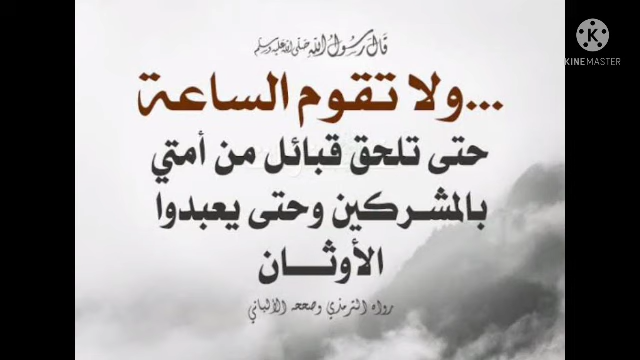 قال رسول الله صلى الله عليه وسلم
...ولا تقوم الساعة
حتى تلحق قبائل من أمتي
بالمشركين وحتى يعبدوا
الأوثان
رواه الترمذي وصححه الألباني
K
KINEMASTER